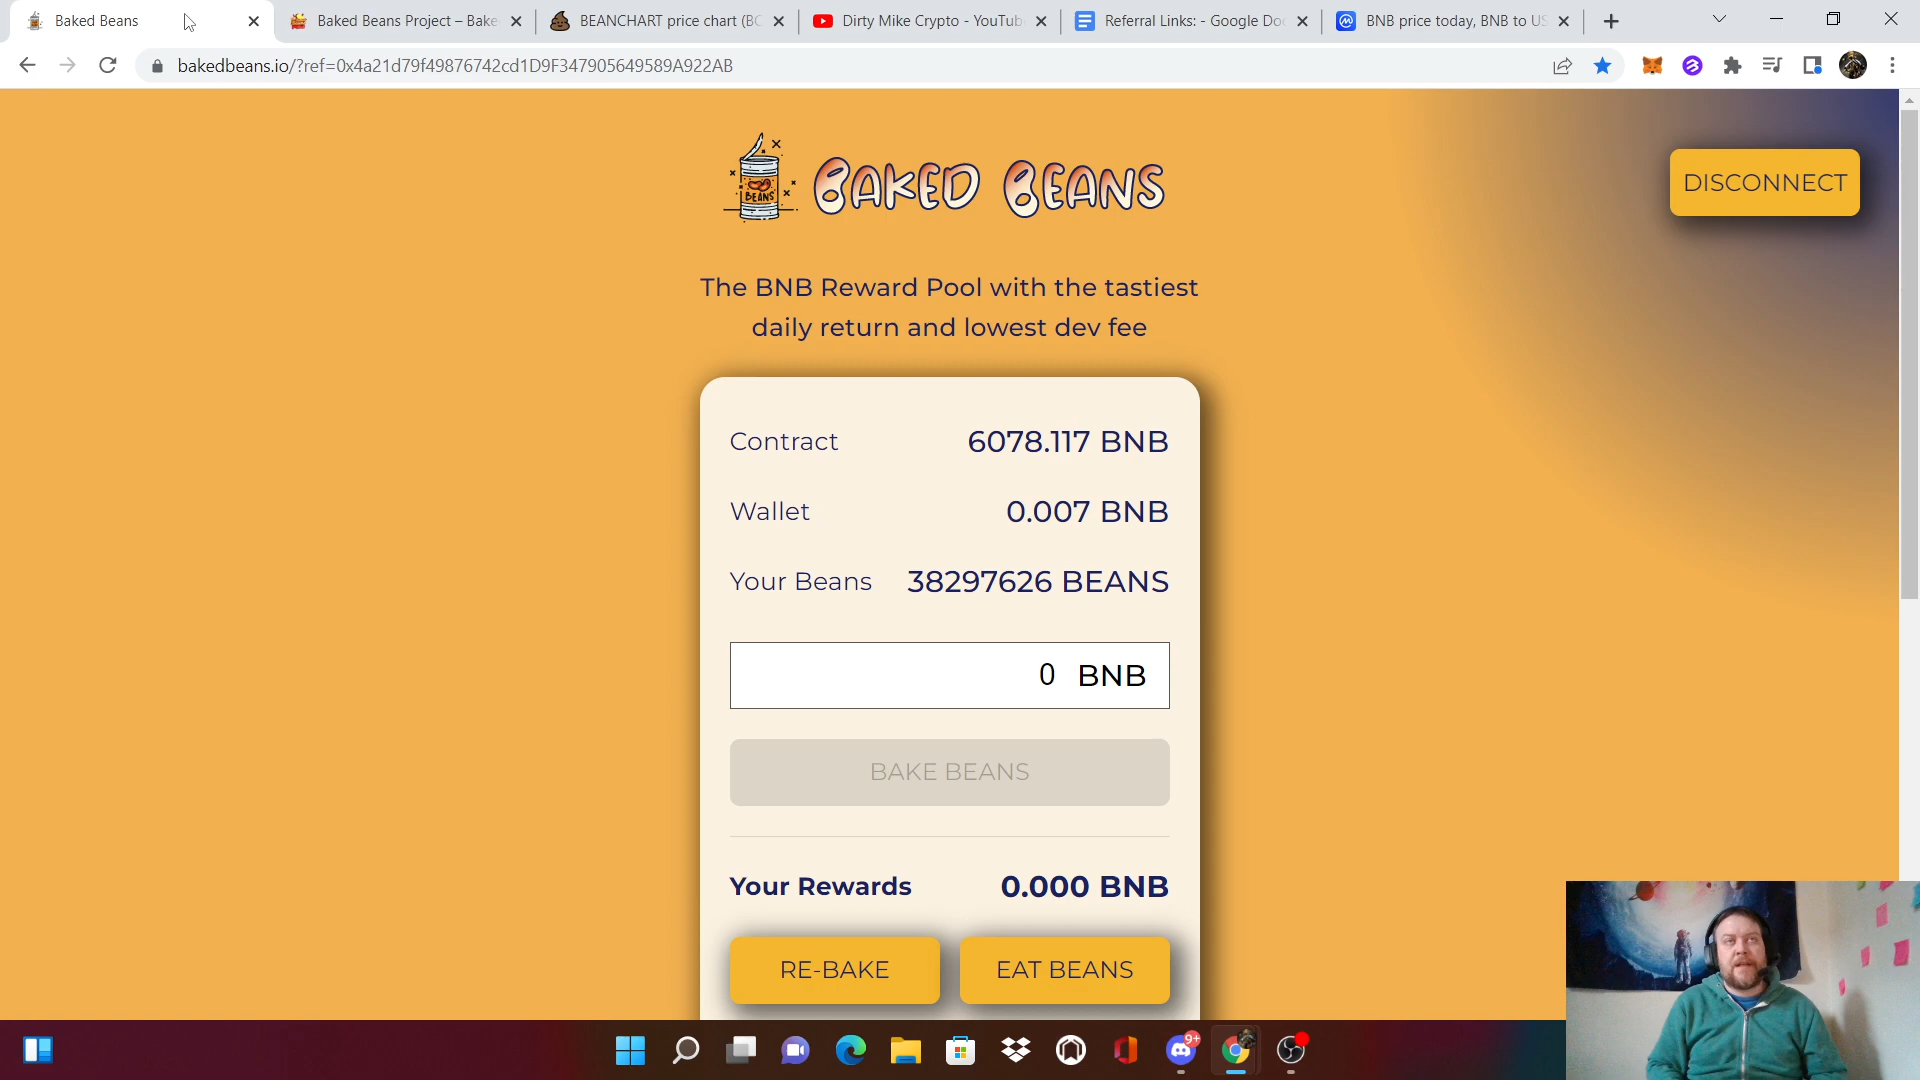 Baked Beans
Baked Beans Project – Bake
BEANCHART price chart (BC
Dirty Mike Crypto - YouTub
Referral Links: - Google Doc
BNB price today, BNB to US
bakedbeans.io/?ref=0x4a21d79f49876742cd1D9F347905649589A922AB
BEANS
BAKED BEANS
DISCONNECT
The BNB Reward Pool with the tastiest
daily return and lowest dev fee
Contract 6078.117 BNB
Wallet 0.007 BNB
Your Beans 38297626 BEANS
0 BNB
BAKE BEANS
Your Rewards 0.000 BNB
RE-BAKE EAT BEANS
9+